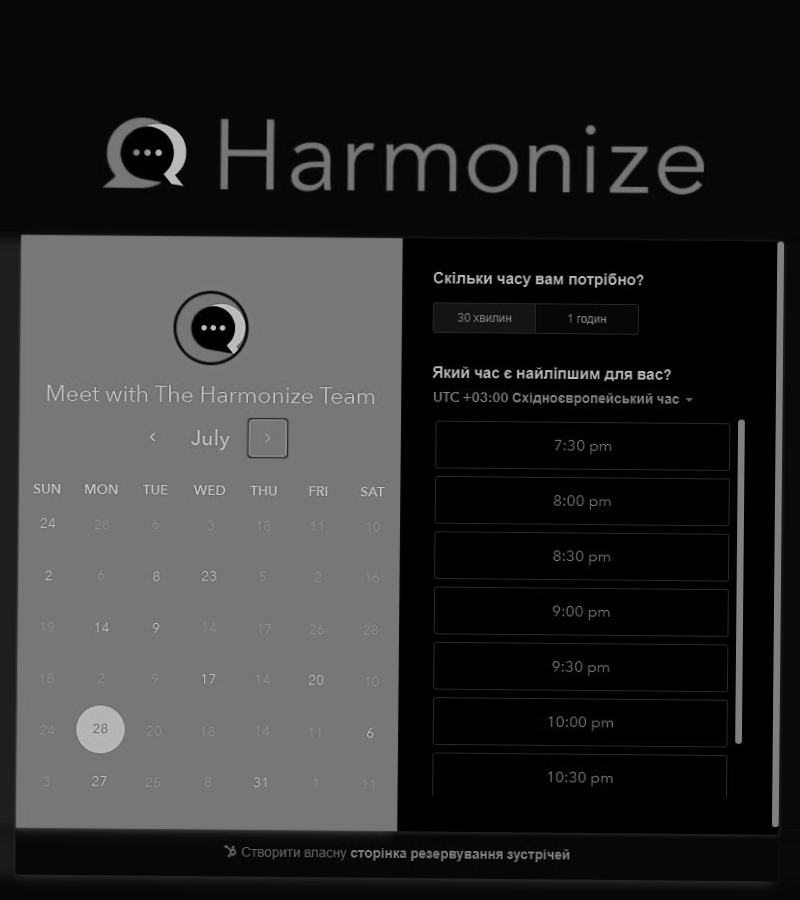 Harmonize
Meet with The Harmonize Team
July
SUN MON TUE WED THU FRI SAT
24 28 6 3 18 11 10
2 6 8 23 5 2 16
19 14 9 14 17 26 28
18 2 9 17 14 20 10
24 28 20 18 14 11 6
3 27 25 8 31 1 11
Скільки часу вам потрібно?
30 хвилин 1 годин
Який час є найліпшим для вас?
UTC +03:00 Східноєвропейський час
7:30 pm
8:00 pm
8:30 pm
9:00 pm
9:30 pm
10:00 pm
10:30 pm
Створити власну сторінка резервування зустрічей